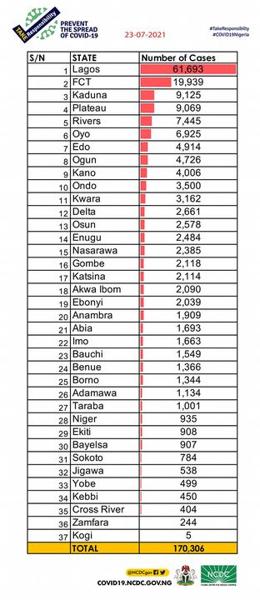 TAKE Responsibility
PREVENT
THE SPREAD
OF COVID-19
23-07-2021
#TakeResponsibility
#COVID19Nigeria
S/N STATE Number of Cases
1 Lagos 61,693
2 FCT 19,939
3 Kaduna 9,125
4 Plateau 9,069
5 Rivers 7,445
6 Oyo 6,925
7 Edo 4,914
8 Ogun 4,726
9 Kano 4,006
10 Ondo 3,500
11 Kwara 3,162
12 Delta 2,661
13 Osun 2,578
14 Enugu 2,484
15 Nasarawa 2,385
16 Gombe 2,118
17 Katsina 2,114
18 Akwa Ibom 2,090
19 Ebonyi 2,039
20 Anambra 1,909
21 Abia 1,693
22 Imo 1,663
23 Bauchi 1,549
24 Benue 1,366
25 Borno 1,344
26 Adamawa 1,134
27 Taraba 1,001
28 Niger 935
29 Ekiti 908
30 Bayelsa 907
31 Sokoto 784
32 Jigawa 538
33 Yobe 499
34 Kebbi 450
35 Cross River 404
36 Zamfara 244
37 Kogi 5
TOTAL 170,306
@NCDCgov
COVID19.NCDC.GOV.NG
NCDC